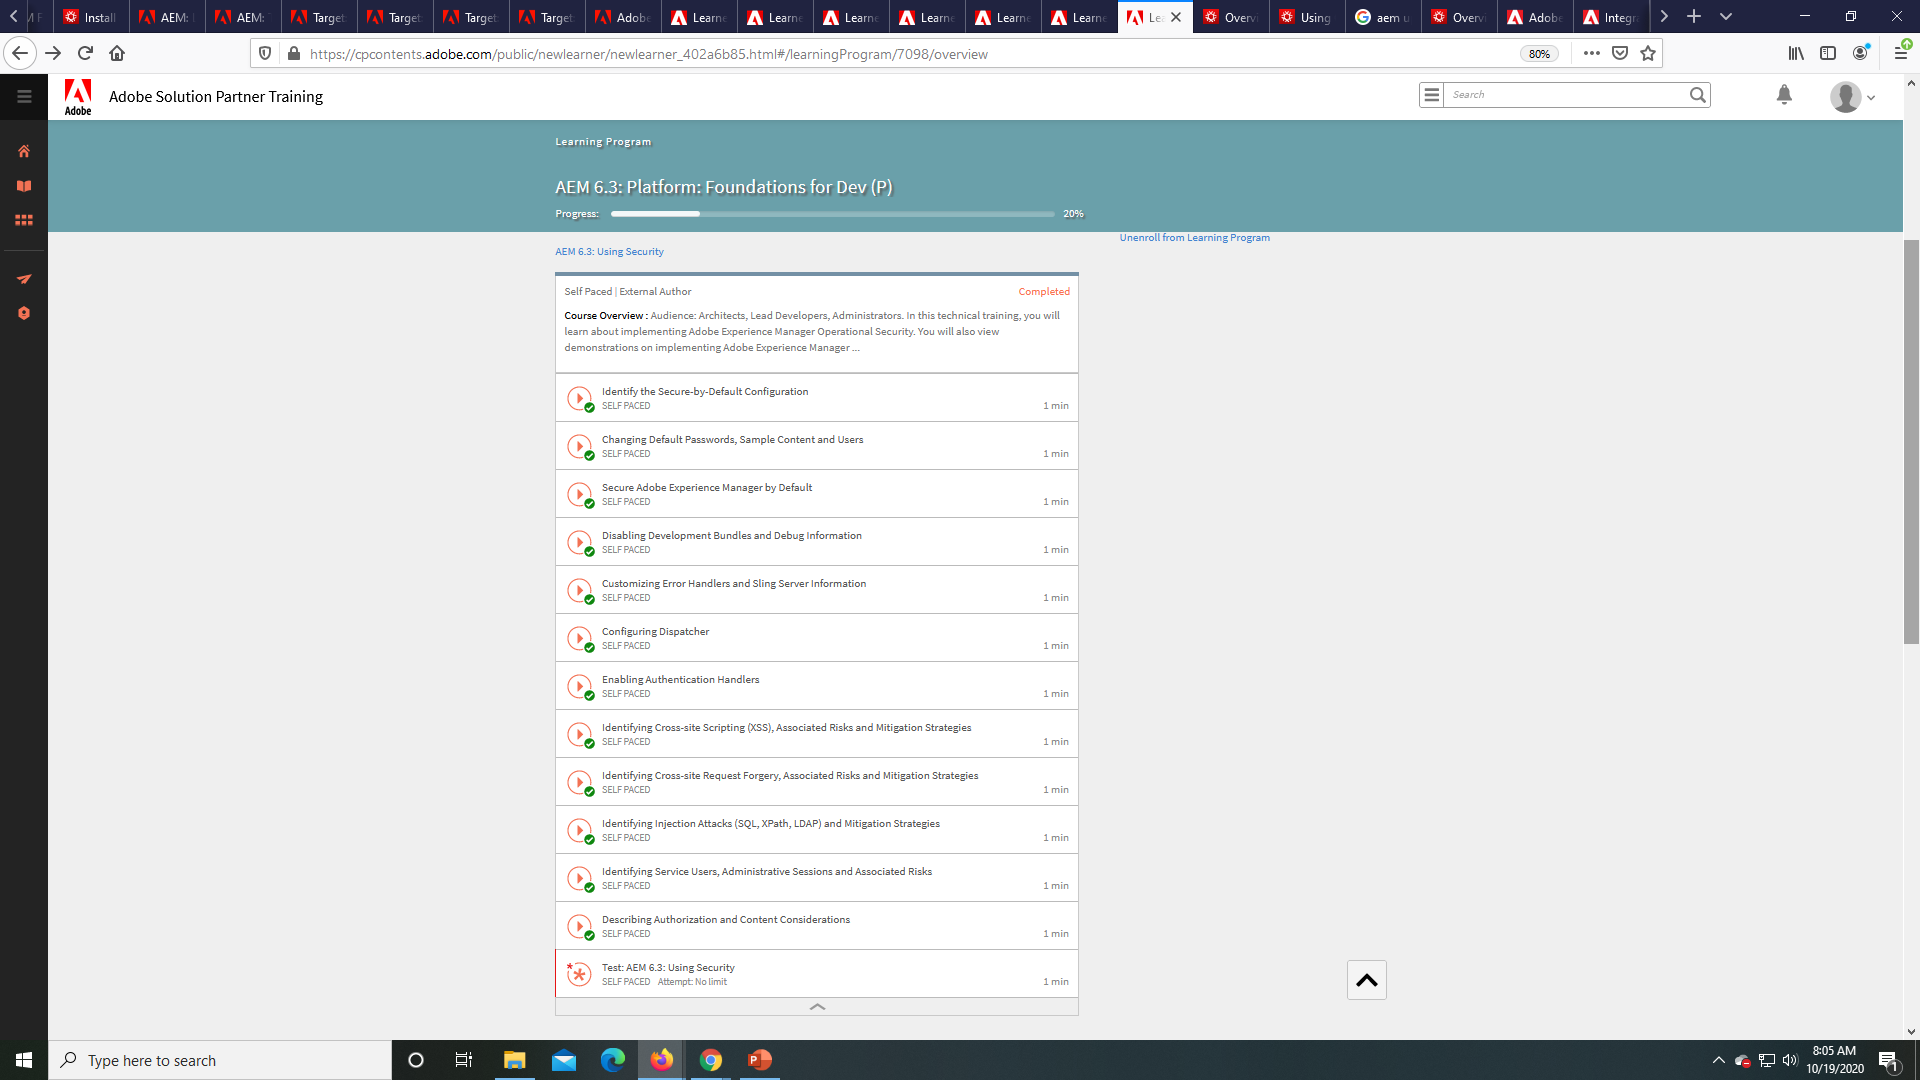 Install
AEM:
AEM:
Target
Target
Target
Target
Adobe
Learne
Learne
Learne
Learne
Learne
Learne
Le
Overvi
Using
aem u
Overvi
Adobe
Integra
https://cpcontents.adobe.com/public/newlearner/newlearner_402a6b85.html#/learningProgram/7098/overview
80%
Adobe
Adobe Solution Partner Training
Search
Learning Program
AEM 6.3: Platform: Foundations for Dev (P)
Progress:
20%
AEM 6.3: Using Security
Unenroll from Learning Program
Self Paced | External Author
Completed
Course Overview : Audience: Architects, Lead Developers, Administrators. In this technical training, you will
learn about implementing Adobe Experience Manager Operational Security. You will also view
demonstrations on implementing Adobe Experience Manager ...
Identify the Secure-by-Default Configuration
SELF PACED
1 min
Changing Default Passwords, Sample Content and Users
SELF PACED
1 min
Secure Adobe Experience Manager by Default
SELF PACED
1 min
Disabling Development Bundles and Debug Information
SELF PACED
1 min
Customizing Error Handlers and Sling Server Information
SELF PACED
1 min
Configuring Dispatcher
SELF PACED
1 min
Enabling Authentication Handlers
SELF PACED
1 min
Identifying Cross-site Scripting (XSS), Associated Risks and Mitigation Strategies
SELF PACED
1 min
Identifying Cross-site Request Forgery, Associated Risks and Mitigation Strategies
SELF PACED
1 min
Identifying Injection Attacks (SQL, XPath, LDAP) and Mitigation Strategies
SELF PACED
1 min
Identifying Service Users, Administrative Sessions and Associated Risks
SELF PACED
1 min
Describing Authorization and Content Considerations
SELF PACED
1 min
Test: AEM 6.3: Using Security
SELF PACED Attempt: No limit
1 min
Type here to search
8:05 AM
10/19/2020
1